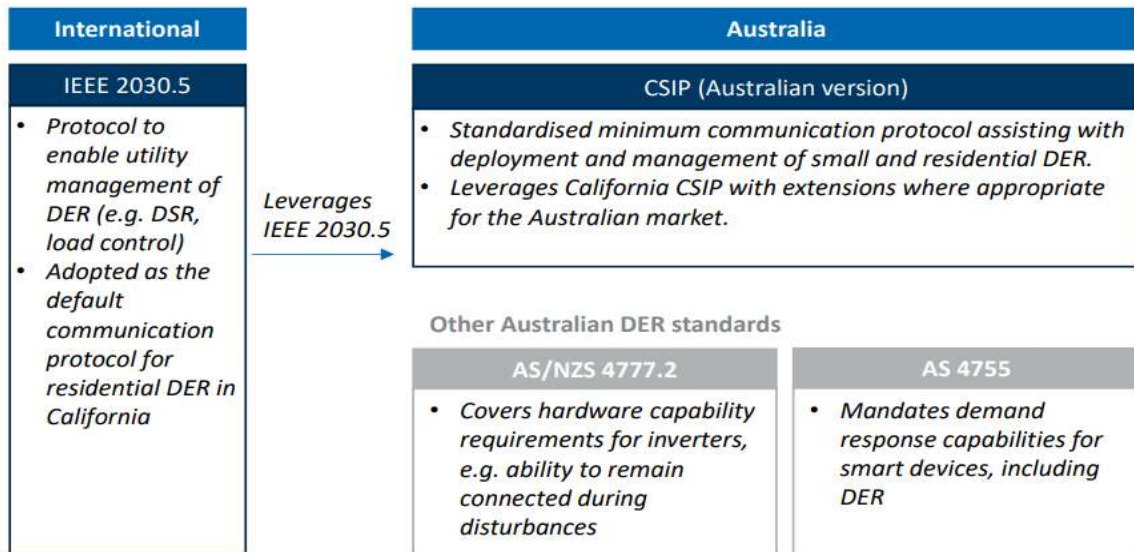 International
IEEE 2030.5
• Protocol to
enable utility
management of
DER (e.g. DSR,
load control)
• Adopted as the
default
communication
protocol for
residential DER in
California
Leverages
IEEE 2030.5
Australia
CSIP (Australian version)
• Standardised minimum communication protocol assisting with
deployment and management of small and residential DER.
• Leverages California CSIP with extensions where appropriate
for the Australian market.
Other Australian DER standards
AS/NZS 4777.2
• Covers hardware capability
requirements for inverters,
e.g. ability to remain
connected during
disturbances
AS 4755
• Mandates demand
response capabilities for
smart devices, including
DER